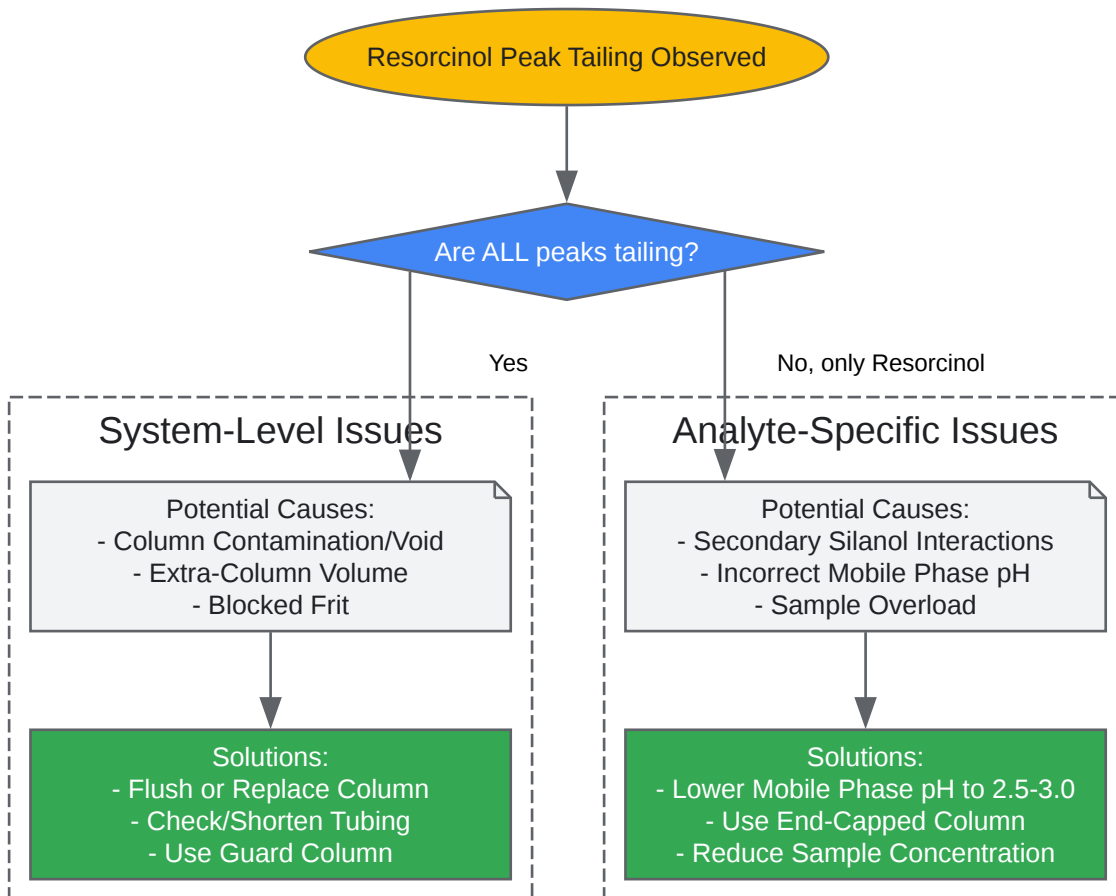 Resorcinol Peak Tailing Observed
Are ALL peaks tailing?
Yes
No, only Resorcinol
System-Level Issues
Potential Causes:
- Column Contamination/Void
- Extra-Column Volume
- Blocked Frit
Solutions:
- Flush or Replace Column
- Check/Shorten Tubing
- Use Guard Column
Analyte-Specific Issues
Potential Causes:
- Secondary Silanol Interactions
- Incorrect Mobile Phase pH
- Sample Overload
Solutions:
- Lower Mobile Phase pH to 2.5-3.0
- Use End-Capped Column
- Reduce Sample Concentration